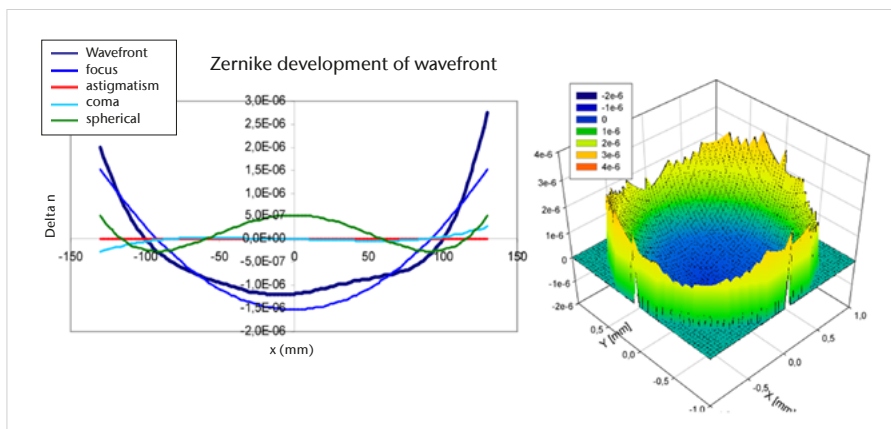 Wavefront
focus
astigmatism
coma
spherical
Zernike development of wavefront
3,0E-06
2,5E-06
2,0E-06
1,5E-06
1,0E-06
5,0E-07
0,0E+00
-5,0E-07
-1,0E-06
-1,5E-06
-2,0E-06
-150 -100 -50 0 50 100 150
Delta n
x (mm)
-2e-6
-1e-6
0
1e-6
2e-6
3e-6
4e-6
4e-6
3e-6
2e-6
1e-6
0
-1e-6
-2e-6
0,5
0,0
-0,5
-1,0
Y [mm]
1,0
0,5
0,0
-0,5
X [mm]